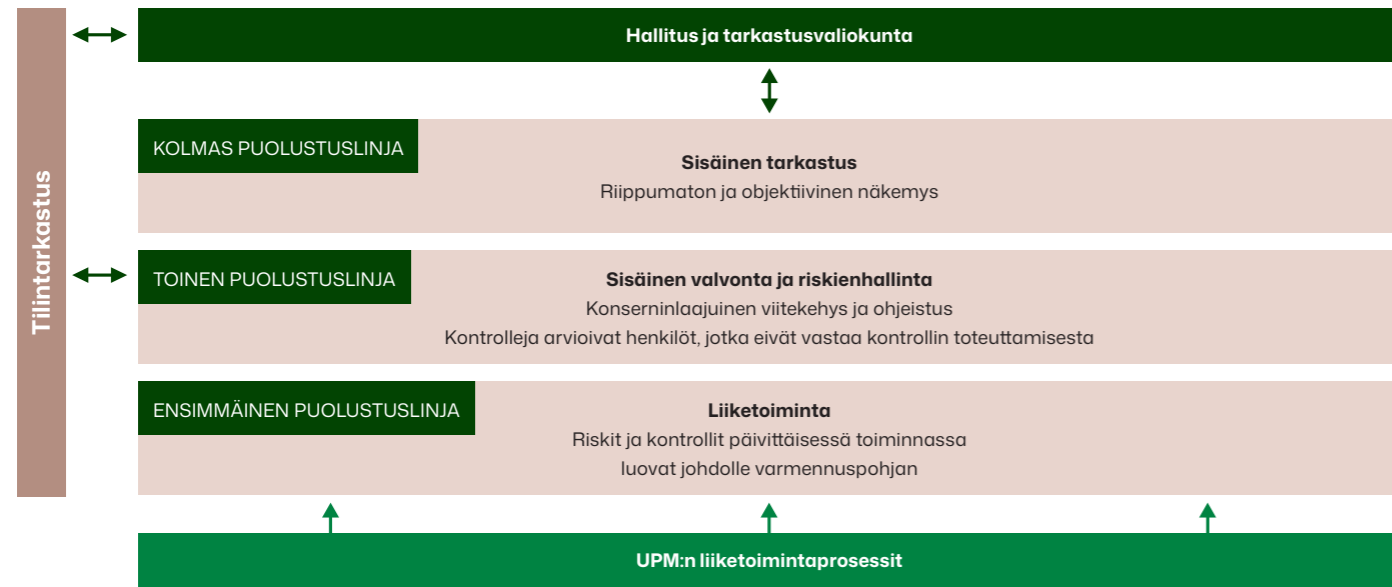 Tilintarkastus
Hallitus ja tarkastusvaliokunta
KOLMAS PUOLUSTUSLINJA
Sisäinen tarkastus
Riippumaton ja objektiivinen näkemys
TOINEN PUOLUSTUSLINJA
Sisäinen valvonta ja riskienhallinta
Konserninlaajuinen viitekehys ja ohjeistus
Kontrolleja arvioivat henkilöt, jotka eivät vastaa kontrollin toteuttamisesta
ENSIMMÄINEN PUOLUSTUSLINJA
Liiketoiminta
Riskit ja kontrollit päivittäisessä toiminnassa
luovat johdolle varmennuspohjan
UPM:n liiketoimintaprosessit